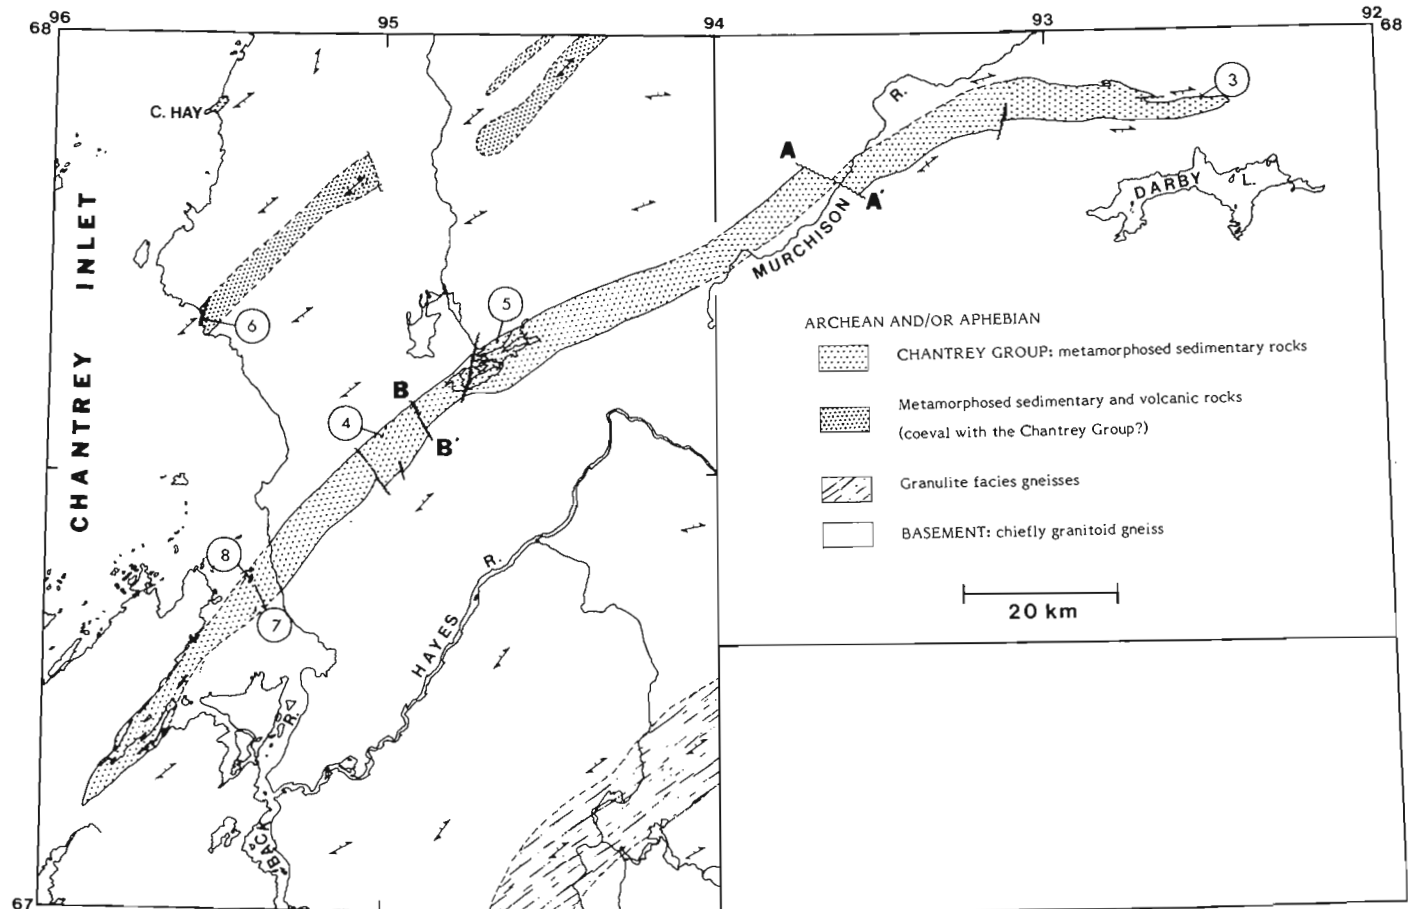 96
95
94
93
92
68
68
C. HAY
R.
3
A
A'
DARBY L.
MURCHISON
CHANTREY INLET
6
5
ARCHEAN AND/OR APHEBIAN
CHANTREY GROUP: metamorphosed sedimentary rocks
Metamorphosed sedimentary and volcanic rocks
(coeval with the Chantrey Group?)
Granulite facies gneisses
BASEMENT: chiefly granitoid gneiss
20 km
B
4
B'
8
7
HAYES R.
BACK R.
67